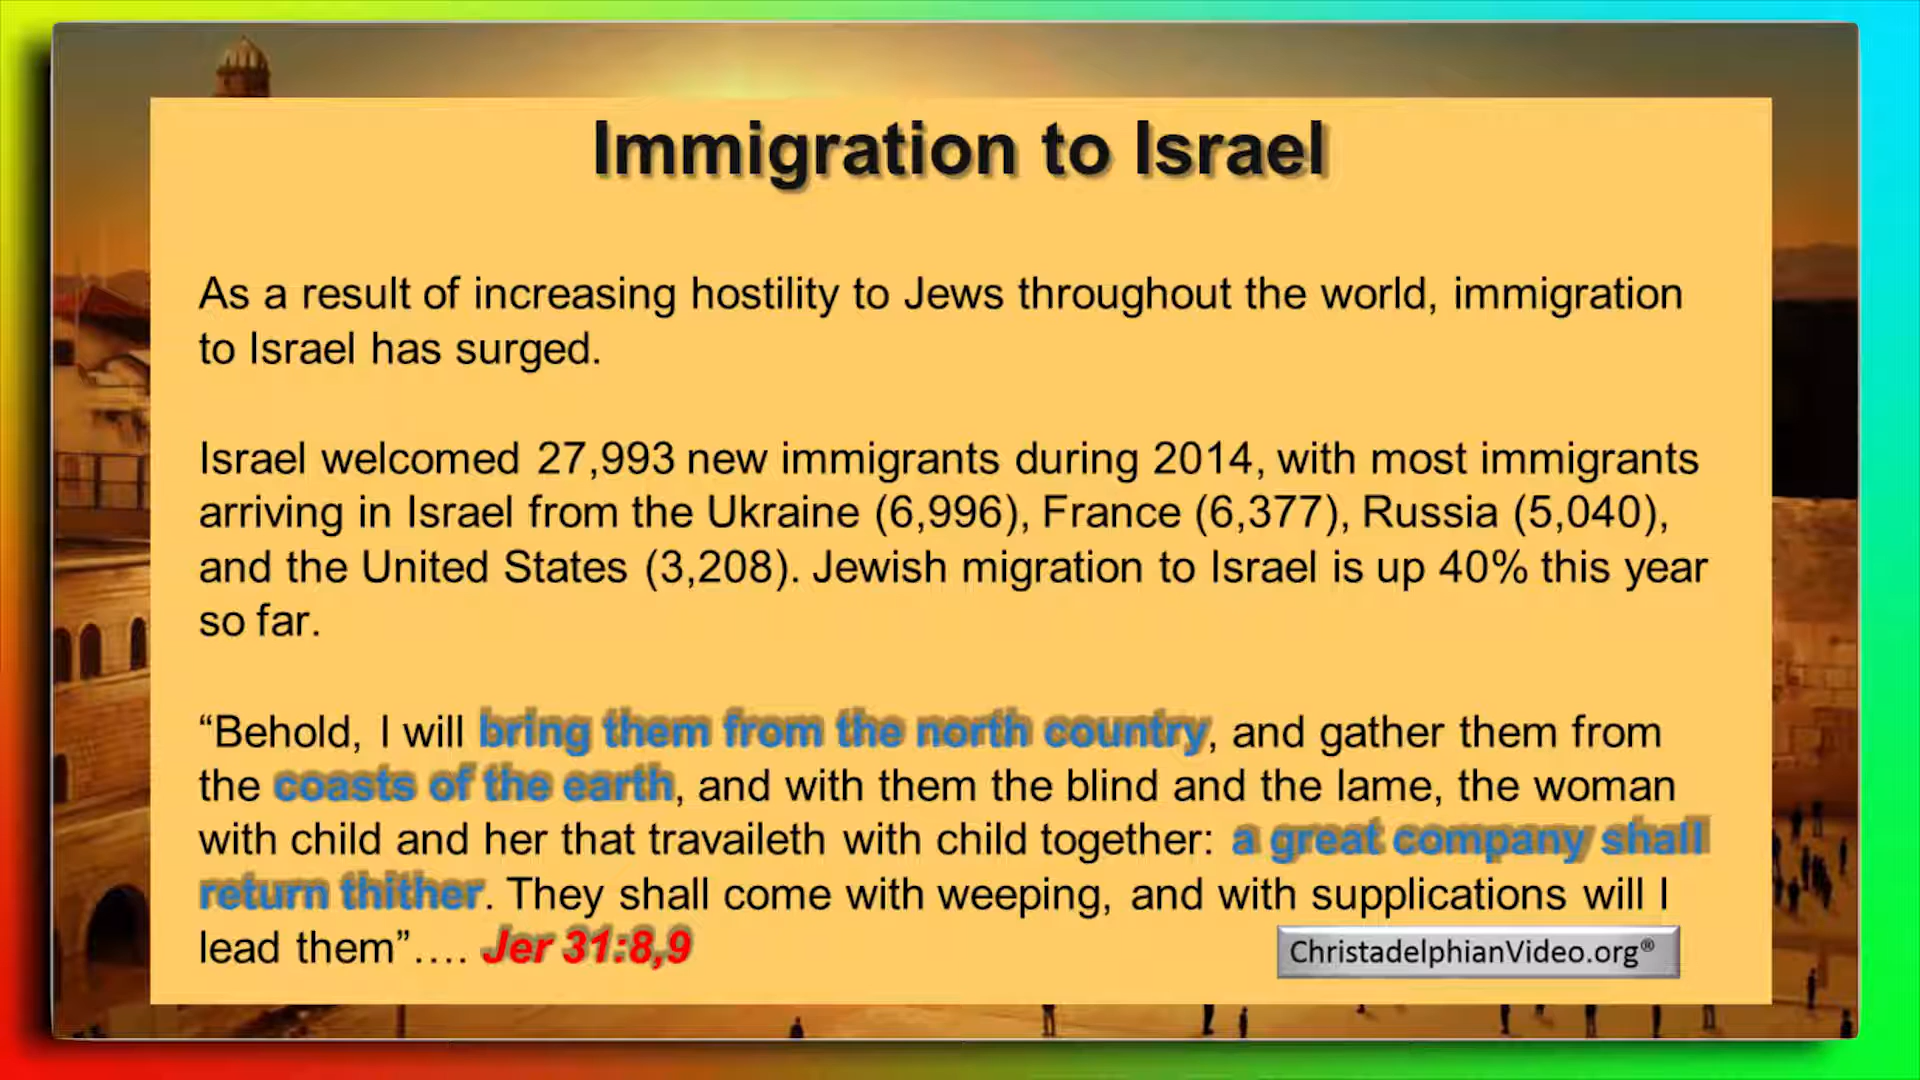 Immigration to Israel
As a result of increasing hostility to Jews throughout the world, immigration
to Israel has surged.
Israel welcomed 27,993 new immigrants during 2014, with most immigrants
arriving in Israel from the Ukraine (6,996), France (6,377), Russia (5,040),
and the United States (3,208). Jewish migration to Israel is up 40% this year
so far.
“Behold, I will bring them from the north country, and gather them from
the coasts of the earth, and with them the blind and the lame, the woman
with child and her that travaileth with child together: a great company shall
return thither. They shall come with weeping, and with supplications will I
lead them”…. Jer 31:8,9
ChristadelphianVideo.org®